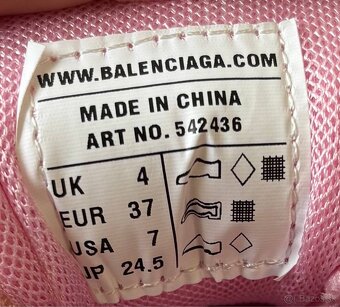 WWW.BALENCIAGA.COM
MADE IN CHINA
ART NO. 542436
UK 4
EUR 37
USA 7
JP 24.5